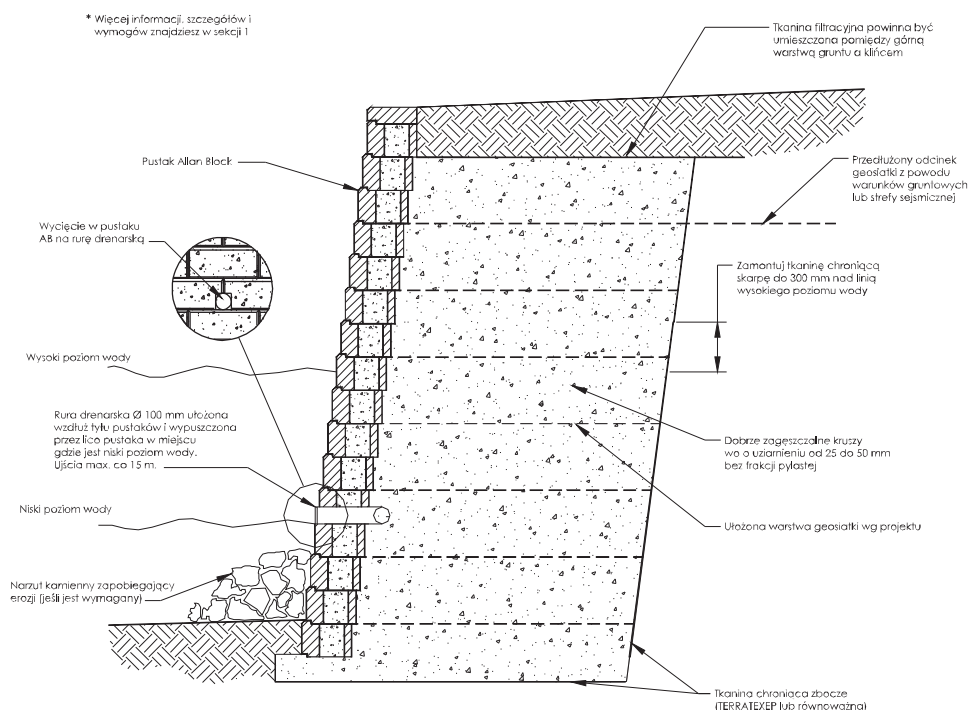 * Więcej informacji, szczegółów i
wymogów znajdziesz w sekcji 1
Tkanina filtracyjna powinna być
umieszczona pomiędzy górną
warstwą gruntu a klińcem
Pustak Allan Block
Przedłużony odcinek
geosiatki z powodu
warunków gruntowych
lub strefy sejsmicznej
Wycięcie w pustaku
AB na rurę drenarską
Zamontuj tkaninę chroniącą
skarpę do 300 mm nad linią
wysokiego poziomu wody
Wysoki poziom wody
Rura drenarska Ø 100 mm ułożona
wzdłuż tyłu pustaków i wypuszczona
przez lico pustaka w miejscu
gdzie jest niski poziom wody.
Ujścia max. co 15 m.
Dobrze zagęszczalne kruszy
wo o uziarnieniu od 25 do 50 mm
bez frakcji pylastej
Niski poziom wody
Ułożona warstwa geosiatki wg projektu
Narzut kamienny zapobiegający
erozji (jeśli jest wymagany)
Tkanina chroniaca zbocze
(TERRATEXEP lub równoważna)